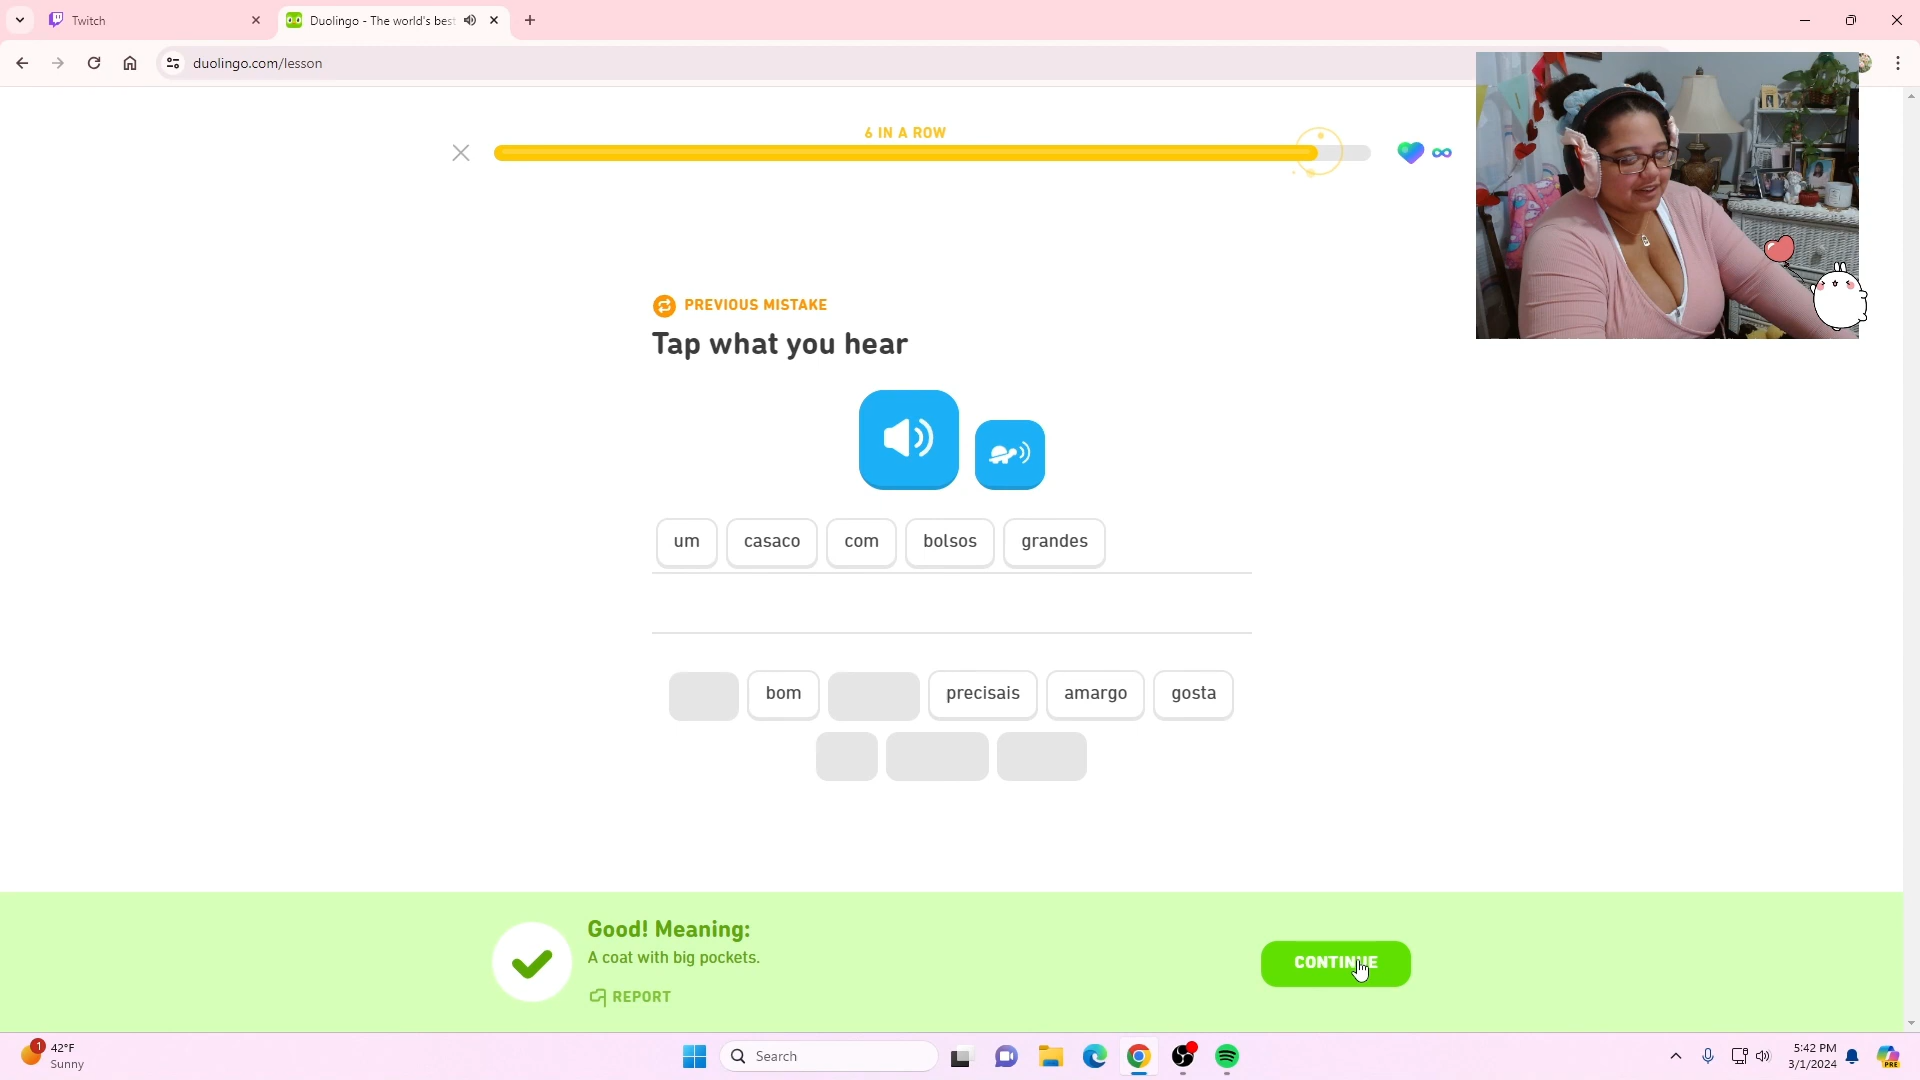 Twitch
Duolingo - The world's best
duolingo.com/lesson
6 IN A ROW
PREVIOUS MISTAKE
Tap what you hear
um casaco com bolsos grandes
bom precisais amargo gosta
Good! Meaning:
A coat with big pockets.
REPORT
CONTINUE
1
42°F
Sunny
Search
5:42 PM
3/1/2024
PRE